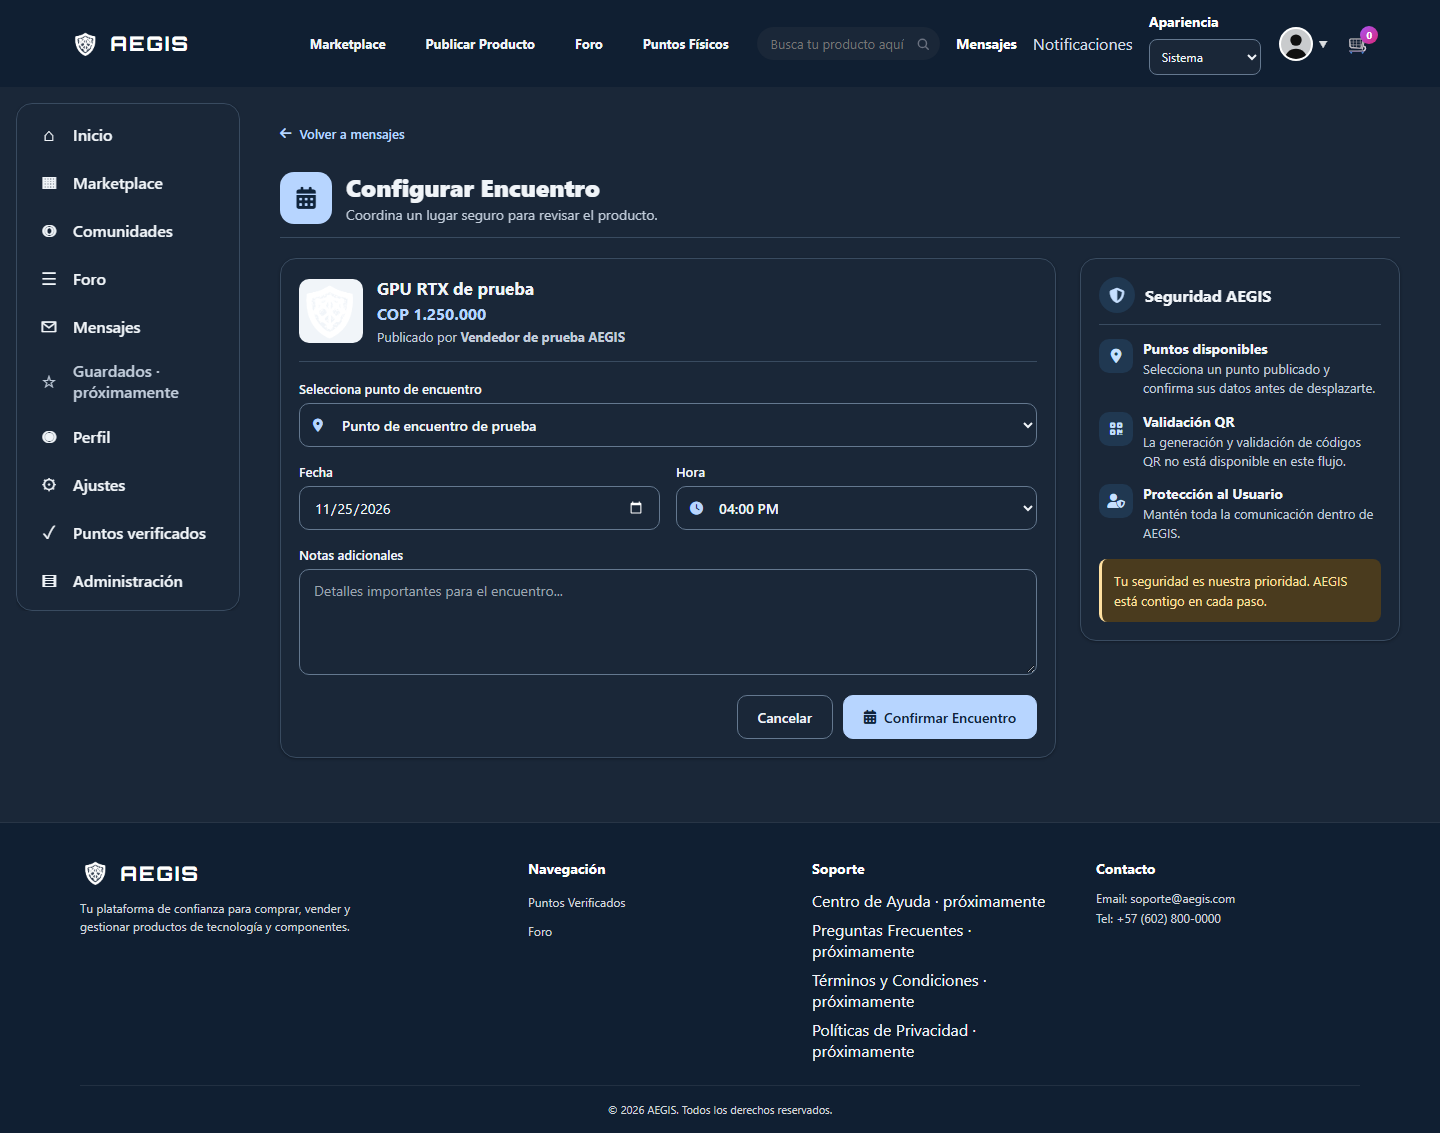 AEGIS
Marketplace
Publicar Producto
Foro
Puntos Físicos
Busca tu producto aquí
Mensajes
Notificaciones
Apariencia
Sistema
0
Inicio
Marketplace
Comunidades
Foro
Mensajes
Guardados ·
próximamente
Perfil
Ajustes
Puntos verificados
Administración
Volver a mensajes
Configurar Encuentro
Coordina un lugar seguro para revisar el producto.
GPU RTX de prueba
COP 1.250.000
Publicado por Vendedor de prueba AEGIS
Selecciona punto de encuentro
Punto de encuentro de prueba
Fecha
Hora
11/25/2026
04:00 PM
Notas adicionales
Detalles importantes para el encuentro...
Cancelar
Confirmar Encuentro
Seguridad AEGIS
Puntos disponibles
Selecciona un punto publicado y
confirma sus datos antes de desplazarte.
Validación QR
La generación y validación de códigos
QR no está disponible en este flujo.
Protección al Usuario
Mantén toda la comunicación dentro de
AEGIS.
Tu seguridad es nuestra prioridad. AEGIS
está contigo en cada paso.
AEGIS
Tu plataforma de confianza para comprar, vender y
gestionar productos de tecnología y componentes.
Navegación
Puntos Verificados
Foro
Soporte
Centro de Ayuda · próximamente
Preguntas Frecuentes ·
próximamente
Términos y Condiciones ·
próximamente
Políticas de Privacidad ·
próximamente
Contacto
Email: soporte@aegis.com
Tel: +57 (602) 800-0000
© 2026 AEGIS. Todos los derechos reservados.